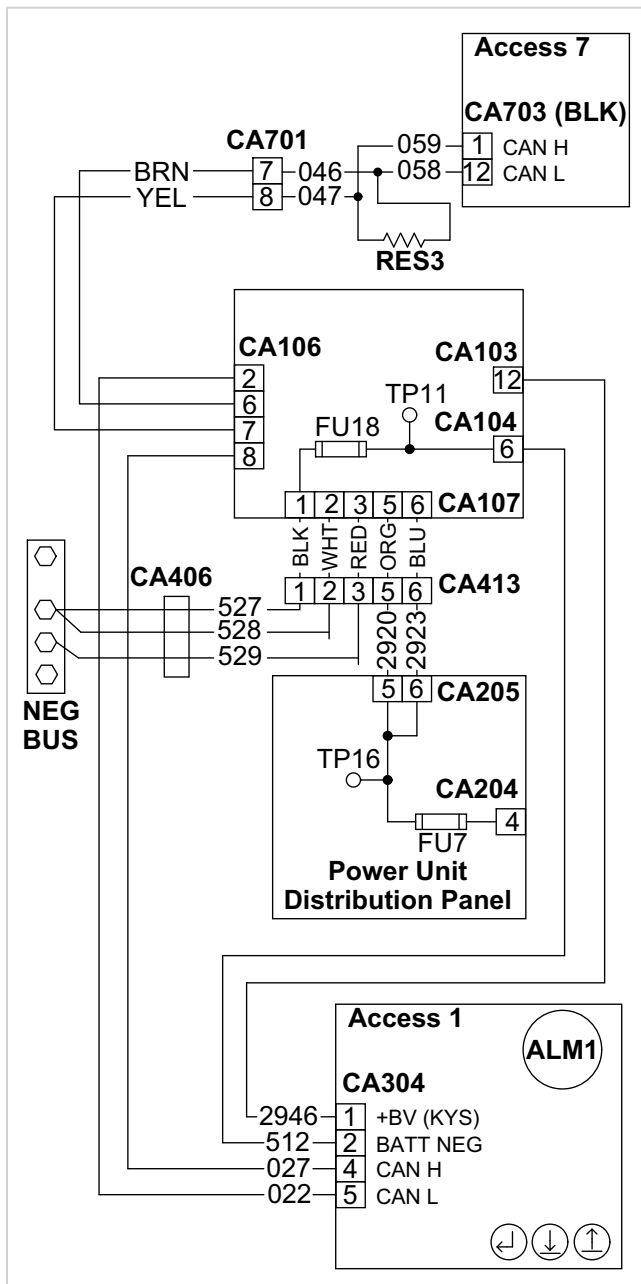 Access 7
CA703 (BLK)
CA701
059 1 CAN H
BRN 7 046 058 12 CAN L
YEL 8 047
RES3
CA106
CA103
2 12
6 TP11
CA104
7 FU18 6
8
1 2 3 5 6 CA107
BLK WHT RED ORG BLU
CA406
CA413
1 2 3 5 6
527
528
529
2920 2923
NEG
BUS
5 6 CA205
TP16
CA204
4
FU7
Power Unit
Distribution Panel
Access 1
ALM1
CA304
2946 1 +BV (KYS)
512 2 BATT NEG
027 4 CAN H
022 5 CAN L